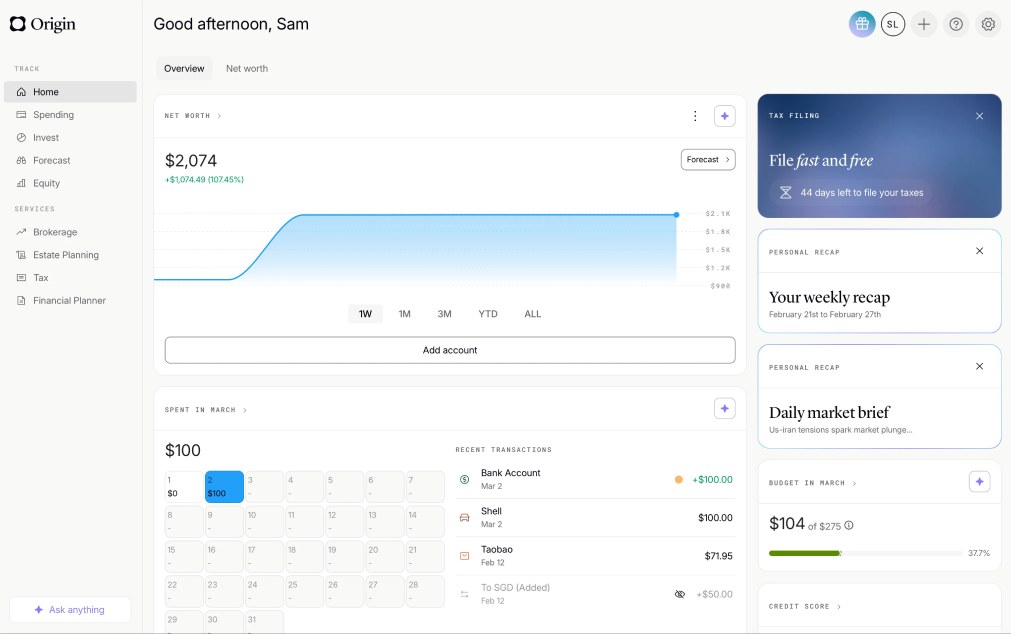 Origin
Good afternoon, Sam
SL
TRACK
Home
Spending
Invest
Forecast
Equity
SERVICES
Brokerage
Estate Planning
Tax
Financial Planner
Ask anything
Overview Net worth
NET WORTH
$2,074
+$1,074.49 (107.45%)
Forecast
$2.1K
$1.8K
$1.5K
$1.2K
$900
1W 1M 3M YTD ALL
Add account
SPENT IN MARCH
$100
1 2 3 4 5 6 7
$0 $100 - - - - -
8 9 10 11 12 13 14
- - - - - - -
15 16 17 18 19 20 21
- - - - - - -
22 23 24 25 26 27 28
- - - - - - -
29 30 31
RECENT TRANSACTIONS
Bank Account
Mar 2
+$100.00
Shell
Mar 2
$100.00
Taobao
Feb 12
$71.95
To SGD (Added)
Feb 12
+$50.00
TAX FILING
File fast and free
44 days left to file your taxes
PERSONAL RECAP
Your weekly recap
February 21st to February 27th
PERSONAL RECAP
Daily market brief
Us-iran tensions spark market plunge...
BUDGET IN MARCH
$104 of $275
37.7%
CREDIT SCORE